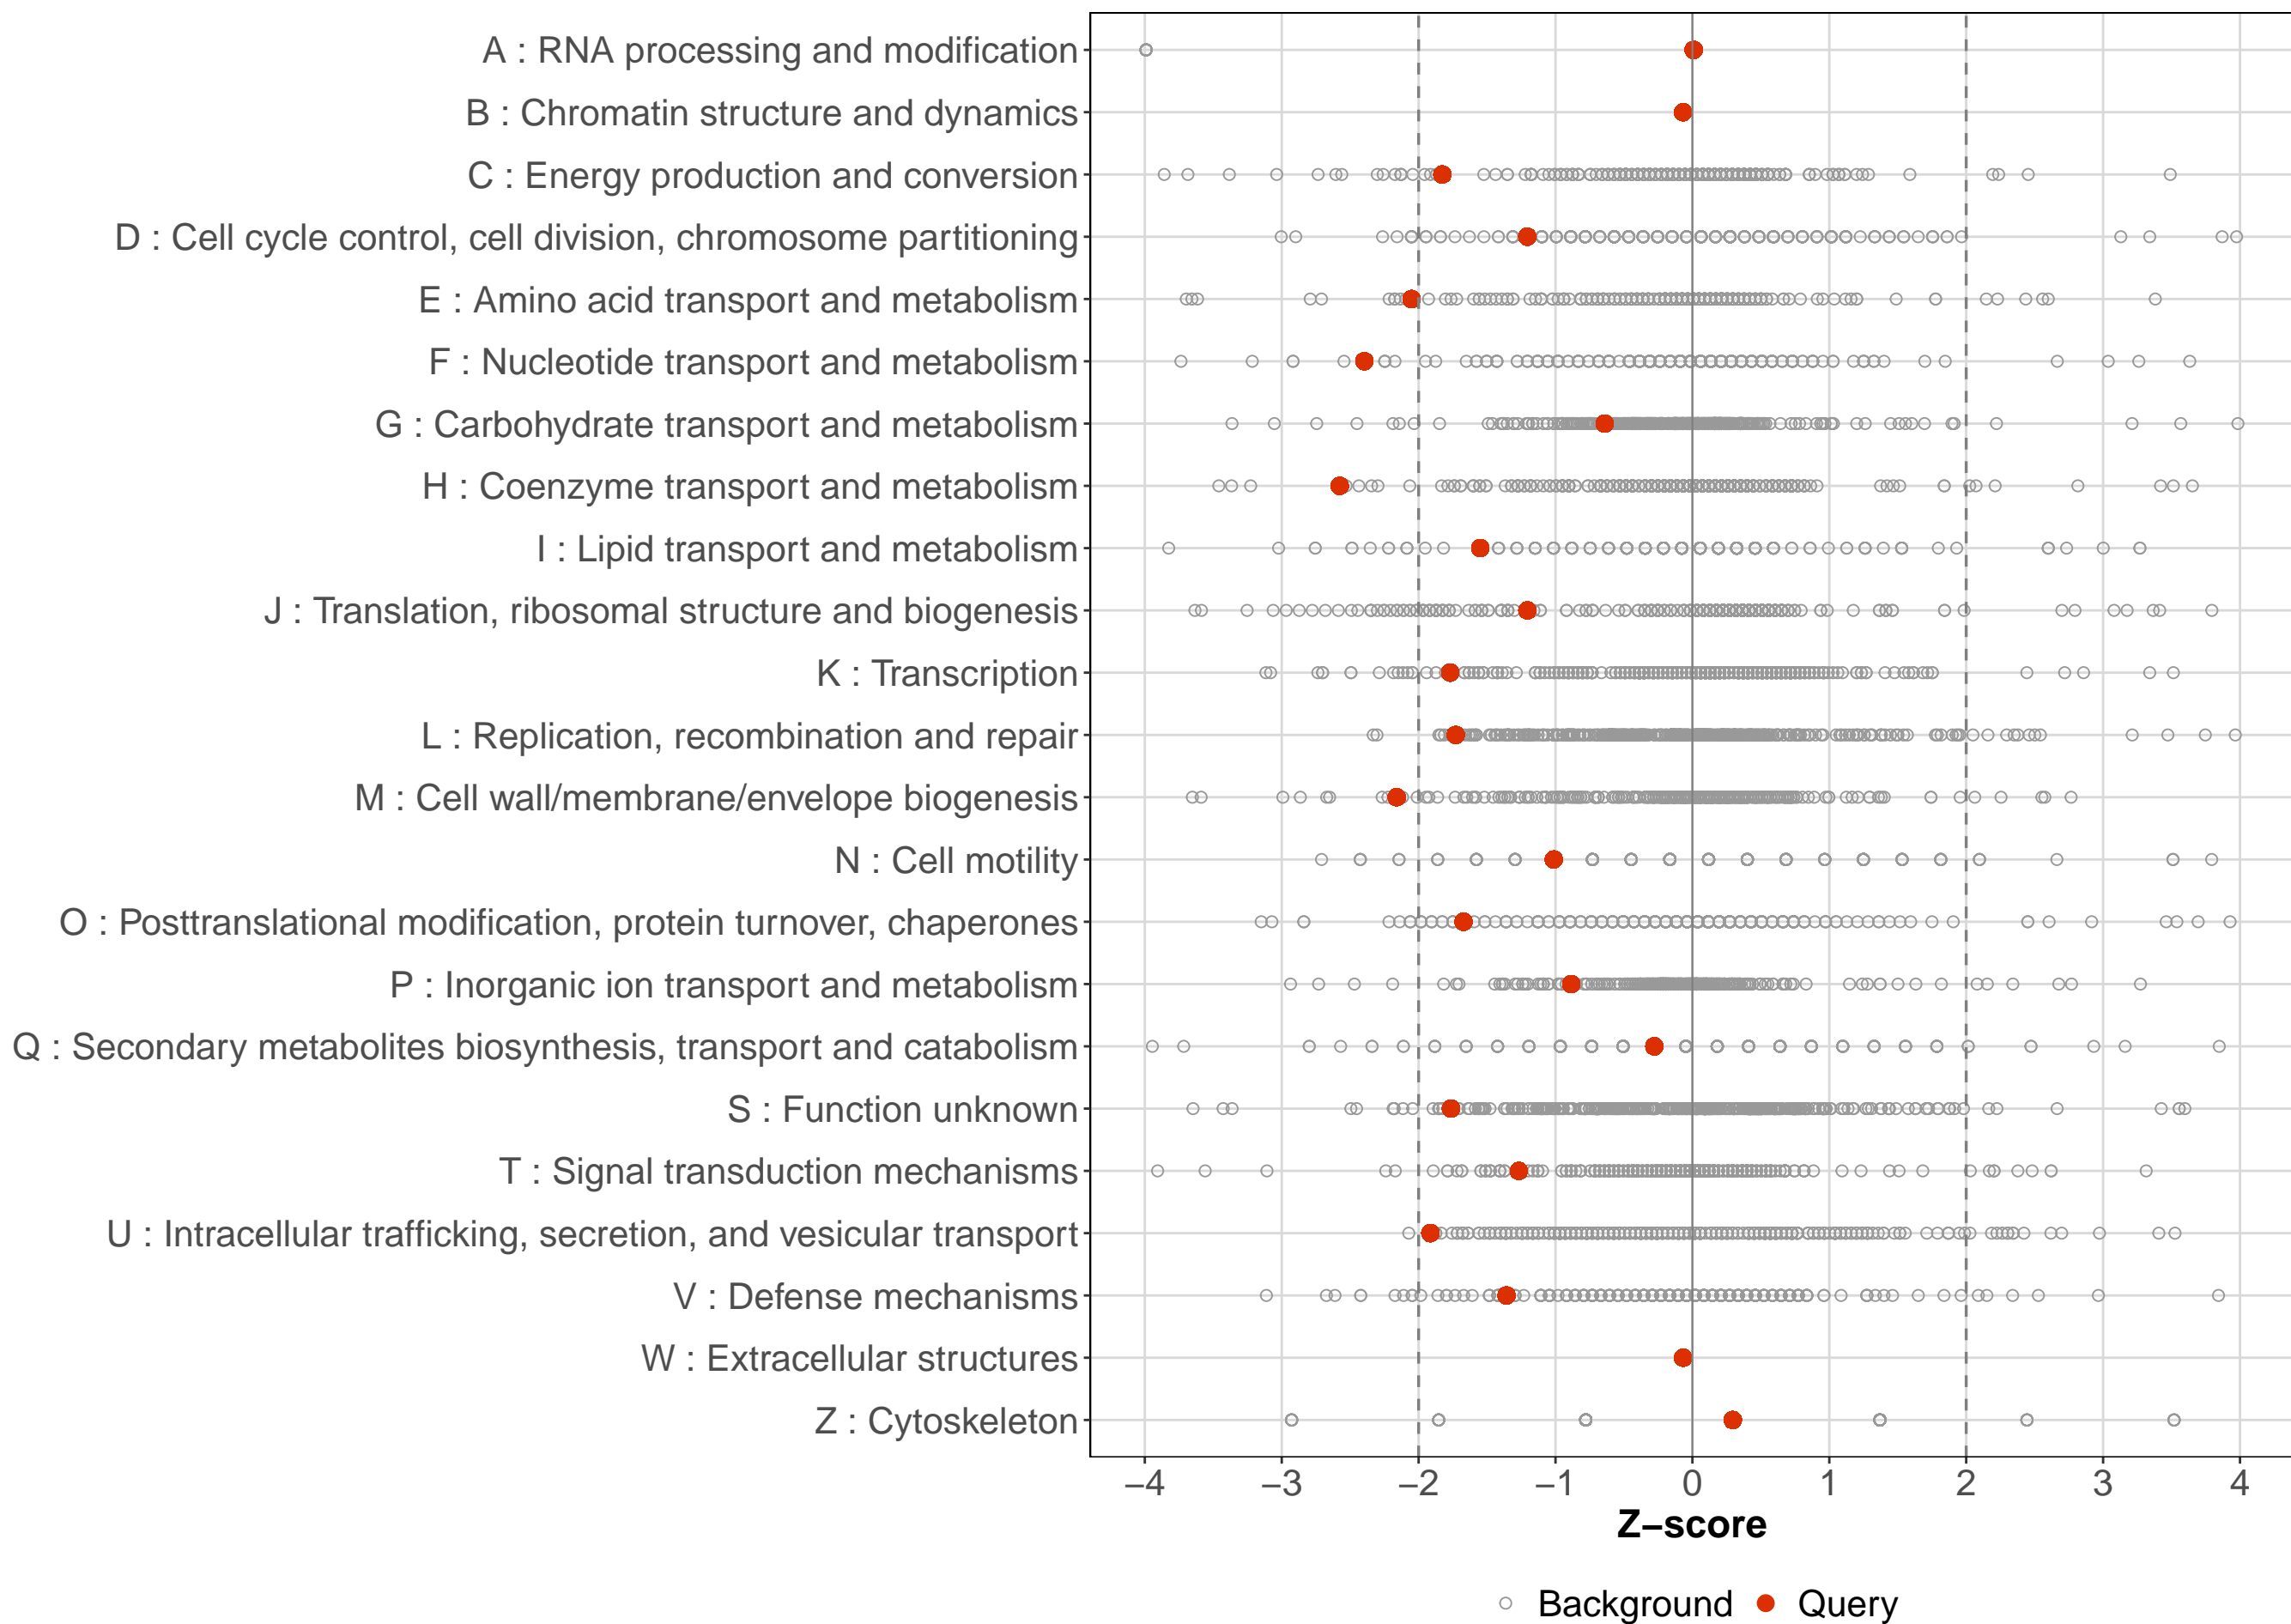 A : RNA processing and modification
B : Chromatin structure and dynamics
C : Energy production and conversion
D : Cell cycle control, cell division, chromosome partitioning
E : Amino acid transport and metabolism
F : Nucleotide transport and metabolism
G : Carbohydrate transport and metabolism
H : Coenzyme transport and metabolism
I : Lipid transport and metabolism
J : Translation, ribosomal structure and biogenesis
K : Transcription
L : Replication, recombination and repair
M : Cell wall/membrane/envelope biogenesis
N : Cell motility
O : Posttranslational modification, protein turnover, chaperones
P : Inorganic ion transport and metabolism
Q : Secondary metabolites biosynthesis, transport and catabolism
S : Function unknown
T : Signal transduction mechanisms
U : Intracellular trafficking, secretion, and vesicular transport
V : Defense mechanisms
W : Extracellular structures
Z : Cytoskeleton
−4 −3 −2 −1 0 1 2 3 4
Z−score
Background Query